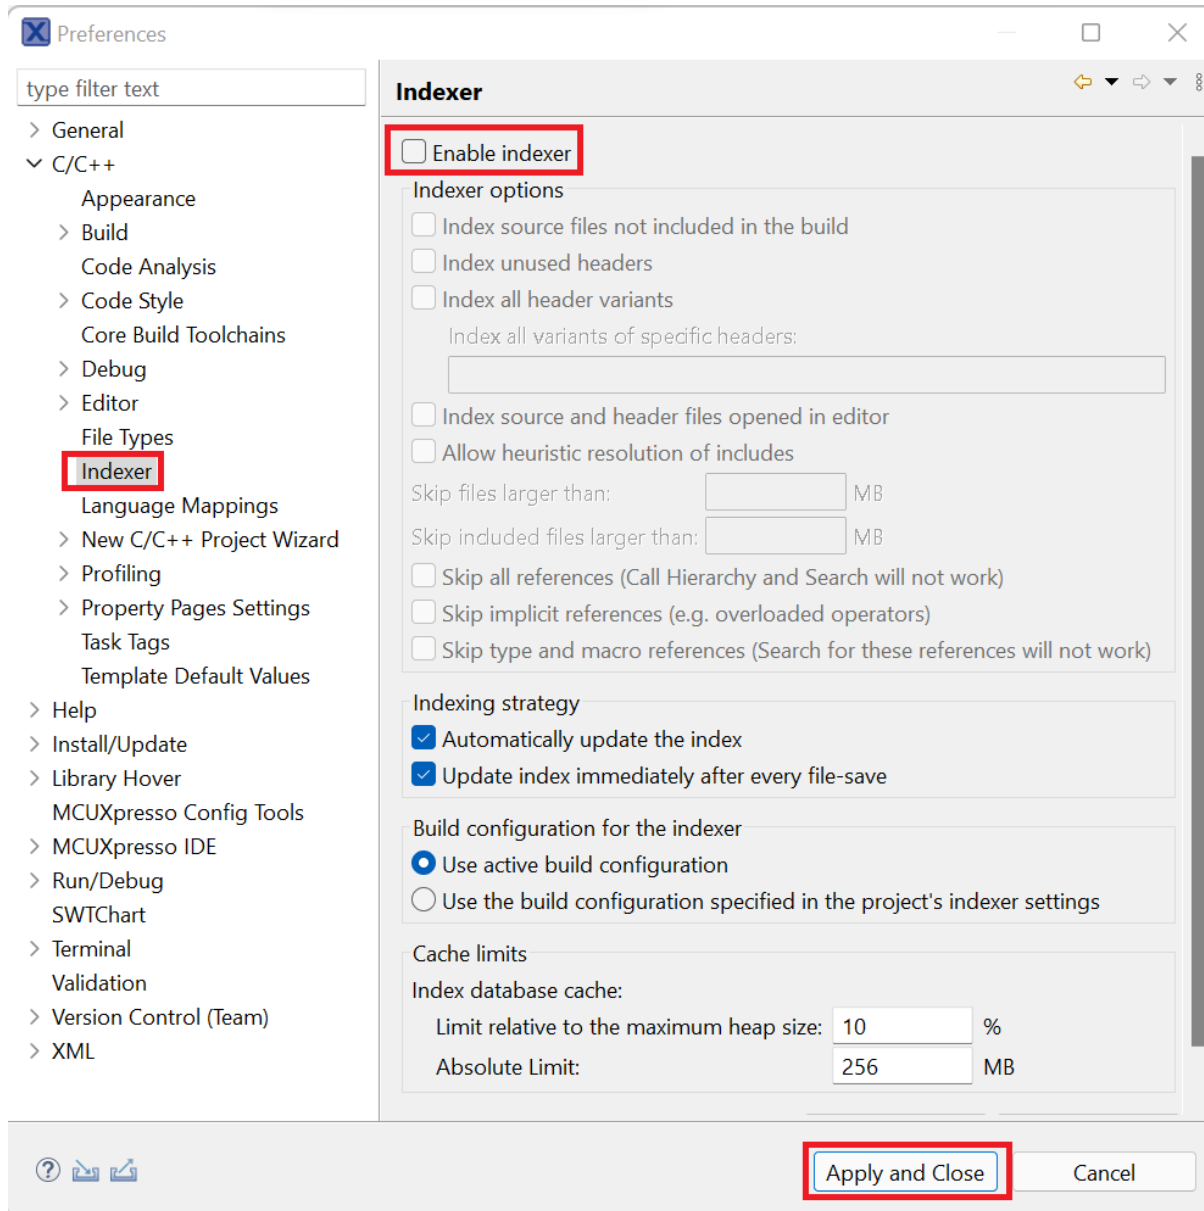 Preferences
type filter text
General
C/C++
Appearance
Build
Code Analysis
Code Style
Core Build Toolchains
Debug
Editor
File Types
Indexer
Language Mappings
New C/C++ Project Wizard
Profiling
Property Pages Settings
Task Tags
Template Default Values
Help
Install/Update
Library Hover
MCUXpresso Config Tools
MCUXpresso IDE
Run/Debug
SWTChart
Terminal
Validation
Version Control (Team)
XML
Indexer
Enable indexer
Indexer options
Index source files not included in the build
Index unused headers
Index all header variants
Index all variants of specific headers:
Index source and header files opened in editor
Allow heuristic resolution of includes
Skip files larger than: MB
Skip included files larger than: MB
Skip all references (Call Hierarchy and Search will not work)
Skip implicit references (e.g. overloaded operators)
Skip type and macro references (Search for these references will not work)
Indexing strategy
Automatically update the index
Update index immediately after every file-save
Build configuration for the indexer
Use active build configuration
Use the build configuration specified in the project's indexer settings
Cache limits
Index database cache:
Limit relative to the maximum heap size: 10 %
Absolute Limit: 256 MB
Apply and Close
Cancel